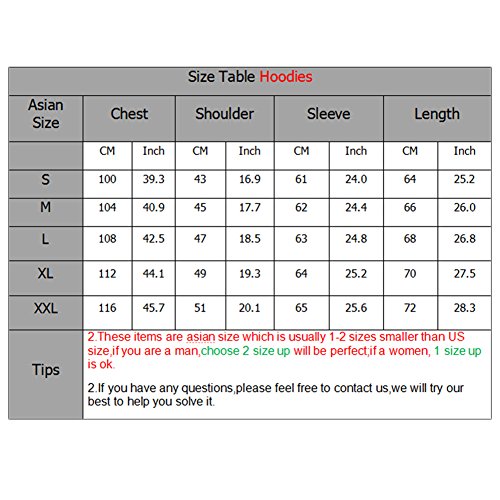 Size Table Hoodies
Asian Size Chest Shoulder Sleeve Length
CM Inch CM Inch CM Inch CM Inch
S 100 39.3 43 16.9 61 24.0 64 25.2
M 104 40.9 45 17.7 62 24.4 66 26.0
L 108 42.5 47 18.5 63 24.8 68 26.8
XL 112 44.1 49 19.3 64 25.2 70 27.5
XXL 116 45.7 51 20.1 65 25.6 72 28.3
Tips
2.These items are asian size which is usually 1-2 sizes smaller than US
size,if you are a man,choose 2 size up will be perfect;if a women, 1 size up
is ok.
2.If you have any questions,please feel free to contact us,we will try our
best to help you solve it.